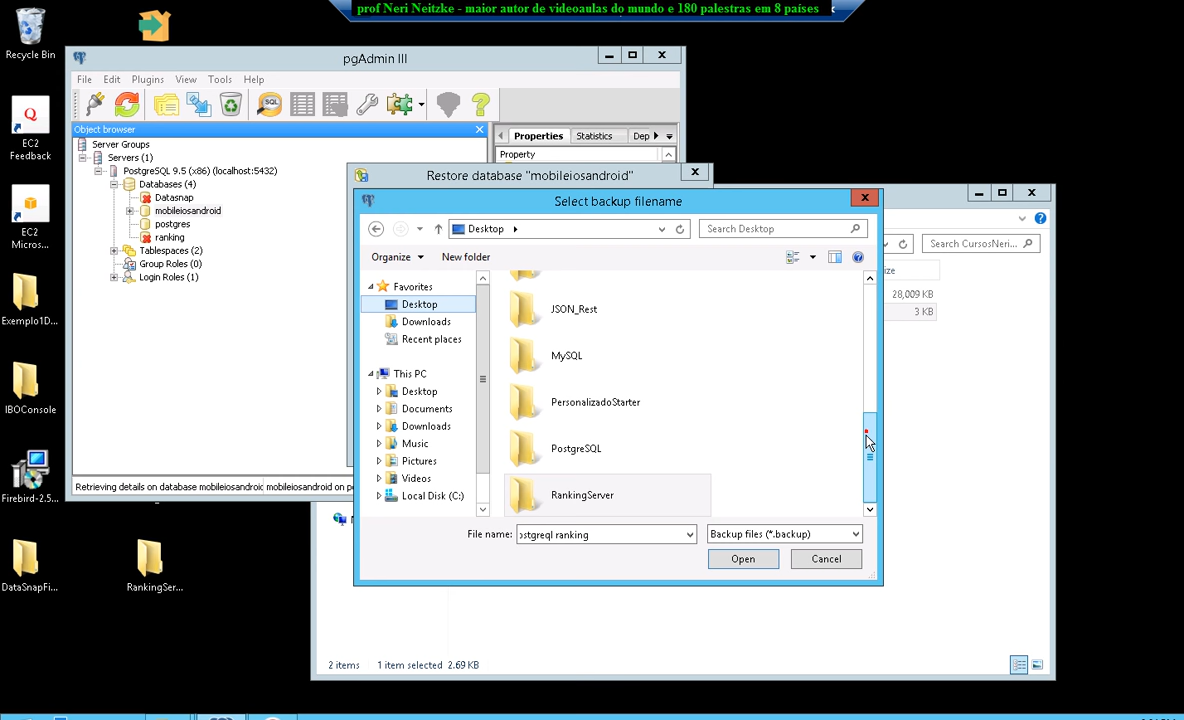 prof Neri Neitzke - maior autor de videoaulas do mundo e 180 palestras em 8 países
Recycle Bin
EC2
Feedback
EC2
Micros...
Exemplo1D...
IBOConsole
Firebird-2.5...
DataSnapFi...
RankingServer...
pgAdmin III
File Edit Plugins View Tools Help
SQL
Object browser
Server Groups
Servers (1)
PostgreSQL 9.5 (x86) (localhost:5432)
Databases (4)
Datasnap
mobileiosandroid
postgres
ranking
Tablespaces (2)
Group Roles (0)
Login Roles (1)
Properties Statistics Dep
Property
Retrieving details on database mobileiosandroid mobileiosandroid on
Restore database "mobileiosandroid"
Select backup filename
Desktop
Search Desktop
Organize New folder
Favorites
Desktop
Downloads
Recent places
This PC
Desktop
Documents
Downloads
Music
Pictures
Videos
Local Disk (C:)
JSON_Rest
MySQL
PersonalizadoStarter
PostgreSQL
RankingServer
File name: ostgreql ranking
Backup files (*.backup)
Open Cancel
Search CursosNeri...
28,009 KB
3 KB
2 items 1 item selected 2.69 KB